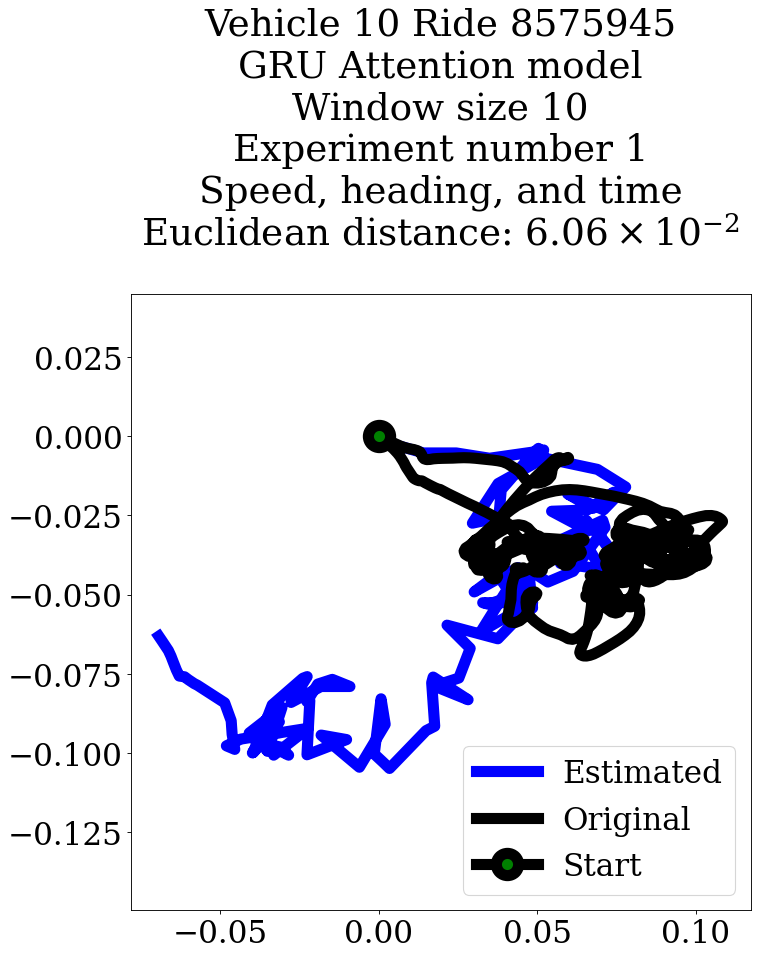 Vehicle 10 Ride 8575945
GRU Attention model
Window size 10
Experiment number 1
Speed, heading, and time
Euclidean distance: 6.06 × 10⁻²
0.025
0.000
−0.025
−0.050
−0.075
−0.100
−0.125
Estimated
Original
Start
−0.05 0.00 0.05 0.10